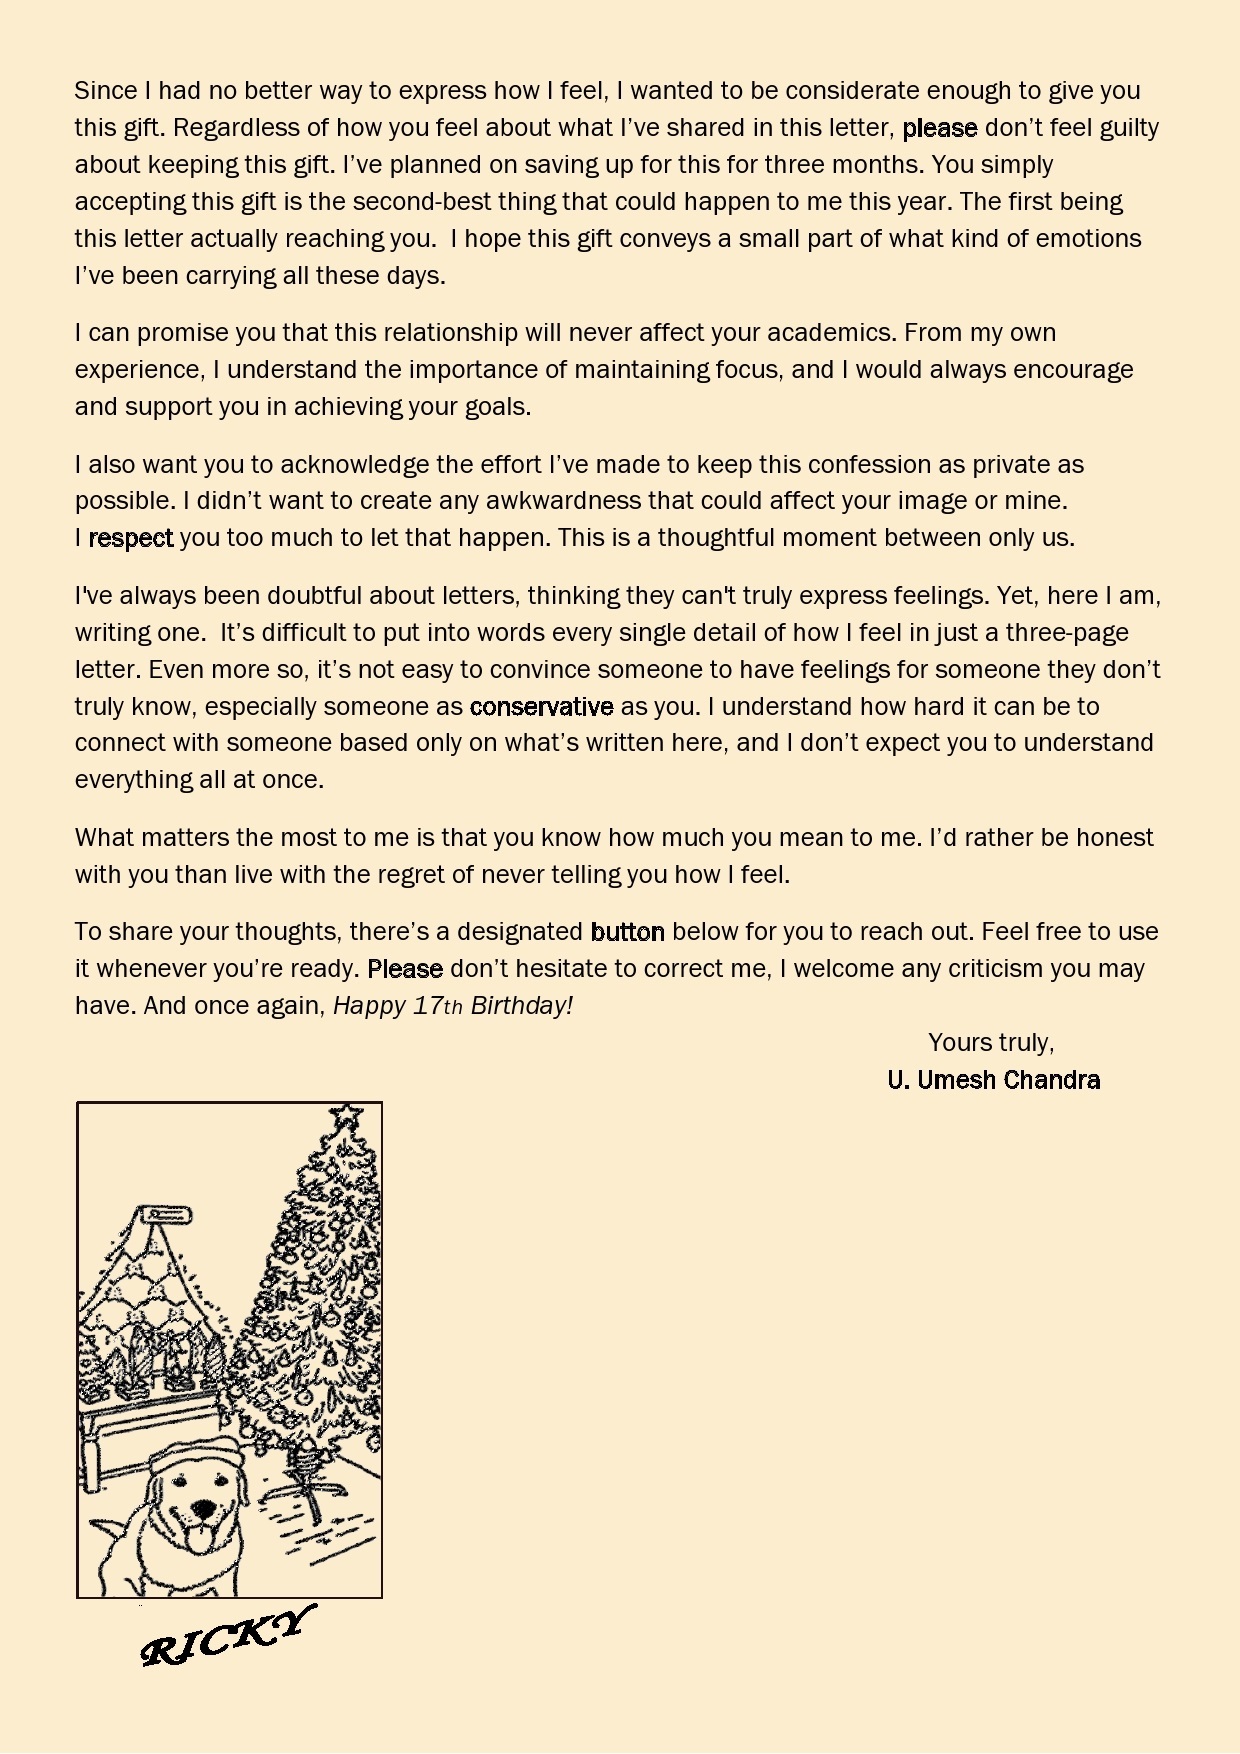 Since I had no better way to express how I feel, I wanted to be considerate enough to give you
this gift. Regardless of how you feel about what I’ve shared in this letter, please don’t feel guilty
about keeping this gift. I’ve planned on saving up for this for three months. You simply
accepting this gift is the second-best thing that could happen to me this year. The first being
this letter actually reaching you.  I hope this gift conveys a small part of what kind of emotions
I’ve been carrying all these days.
I can promise you that this relationship will never affect your academics. From my own
experience, I understand the importance of maintaining focus, and I would always encourage
and support you in achieving your goals.
I also want you to acknowledge the effort I’ve made to keep this confession as private as
possible. I didn’t want to create any awkwardness that could affect your image or mine.
I respect you too much to let that happen. This is a thoughtful moment between only us.
I've always been doubtful about letters, thinking they can't truly express feelings. Yet, here I am,
writing one.  It’s difficult to put into words every single detail of how I feel in just a three-page
letter. Even more so, it’s not easy to convince someone to have feelings for someone they don’t
truly know, especially someone as conservative as you. I understand how hard it can be to
connect with someone based only on what’s written here, and I don’t expect you to understand
everything all at once.
What matters the most to me is that you know how much you mean to me. I’d rather be honest
with you than live with the regret of never telling you how I feel.
To share your thoughts, there’s a designated button below for you to reach out. Feel free to use
it whenever you’re ready. Please don’t hesitate to correct me, I welcome any criticism you may
have. And once again, Happy 17th Birthday!
Yours truly,
U. Umesh Chandra
RICKY